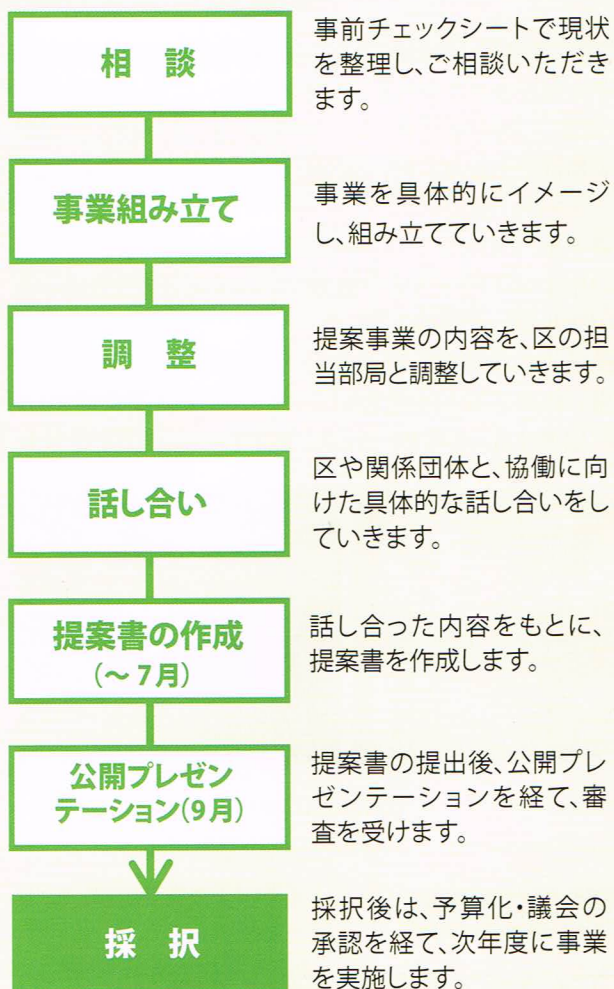 相 談
事前チェックシートで現状
を整理し、ご相談いただき
ます。
事業組み立て
事業を具体的にイメージ
し、組み立てていきます。
調 整
提案事業の内容を、区の担
当部局と調整していきます。
話し合い
区や関係団体と、協働に向
けた具体的な話し合いをし
ていきます。
提案書の作成
(～7月)
話し合った内容をもとに、
提案書を作成します。
公開プレゼン
テーション(9月)
提案書の提出後、公開プレ
ゼンテーションを経て、審
査を受けます。
採 択
採択後は、予算化・議会の
承認を経て、次年度に事業
を実施します。